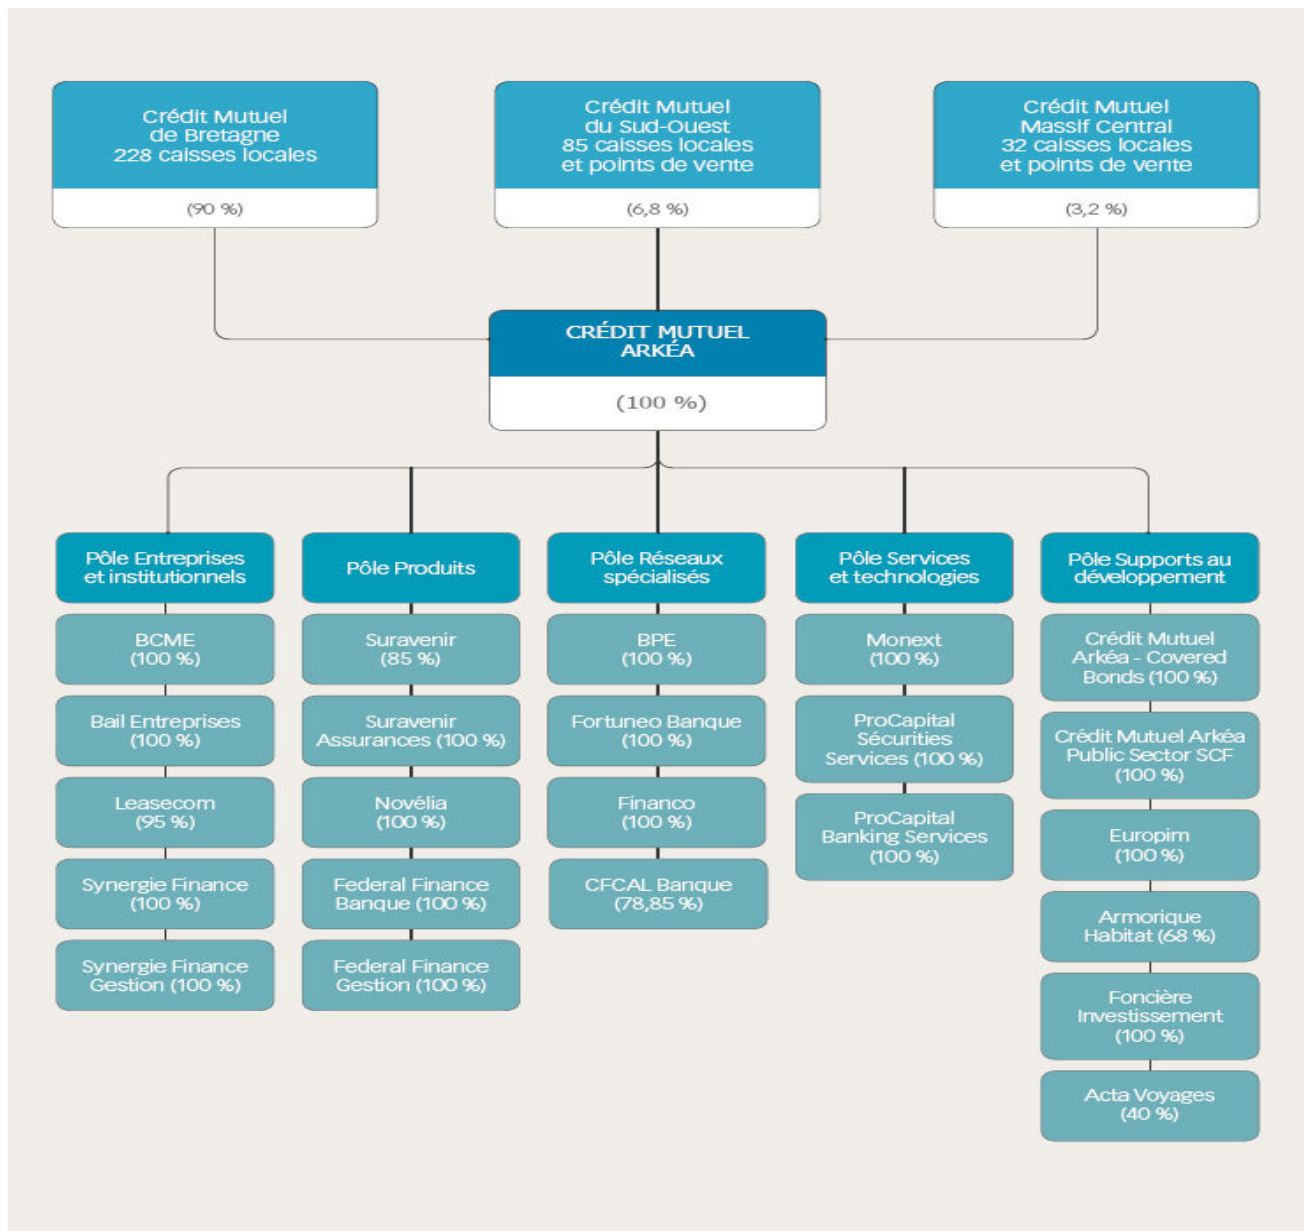 Crédit Mutuel
de Bretagne
228 caisses locales
(90 %)
Crédit Mutuel
du Sud-Ouest
85 caisses locales
et points de vente
(6,8 %)
Crédit Mutuel
Massif Central
32 caisses locales
et points de vente
(3,2 %)
CRÉDIT MUTUEL
ARKÉA
(100 %)
Pôle Entreprises
et institutionnels
BCME
(100 %)
Bail Entreprises
(100 %)
Leasecom
(95 %)
Synergie Finance
(100 %)
Synergie Finance
Gestion (100 %)
Pôle Produits
Suravenir
(85 %)
Suravenir
Assurances (100 %)
Novélia
(100 %)
Federal Finance
Banque (100 %)
Federal Finance
Gestion (100 %)
Pôle Réseaux
spécialisés
BPE
(100 %)
Fortuneo Banque
(100 %)
Financo
(100 %)
CFCAL Banque
(78,85 %)
Pôle Services
et technologies
Monext
(100 %)
ProCapital
Sécurities
Services (100 %)
ProCapital
Banking Services
(100 %)
Pôle Supports au
développement
Crédit Mutuel
Arkéa - Covered
Bonds (100 %)
Crédit Mutuel Arkéa
Public Sector SCF
(100 %)
Europim
(100 %)
Armorique
Habitat (68 %)
Foncière
Investissement
(100 %)
Acta Voyages
(40 %)